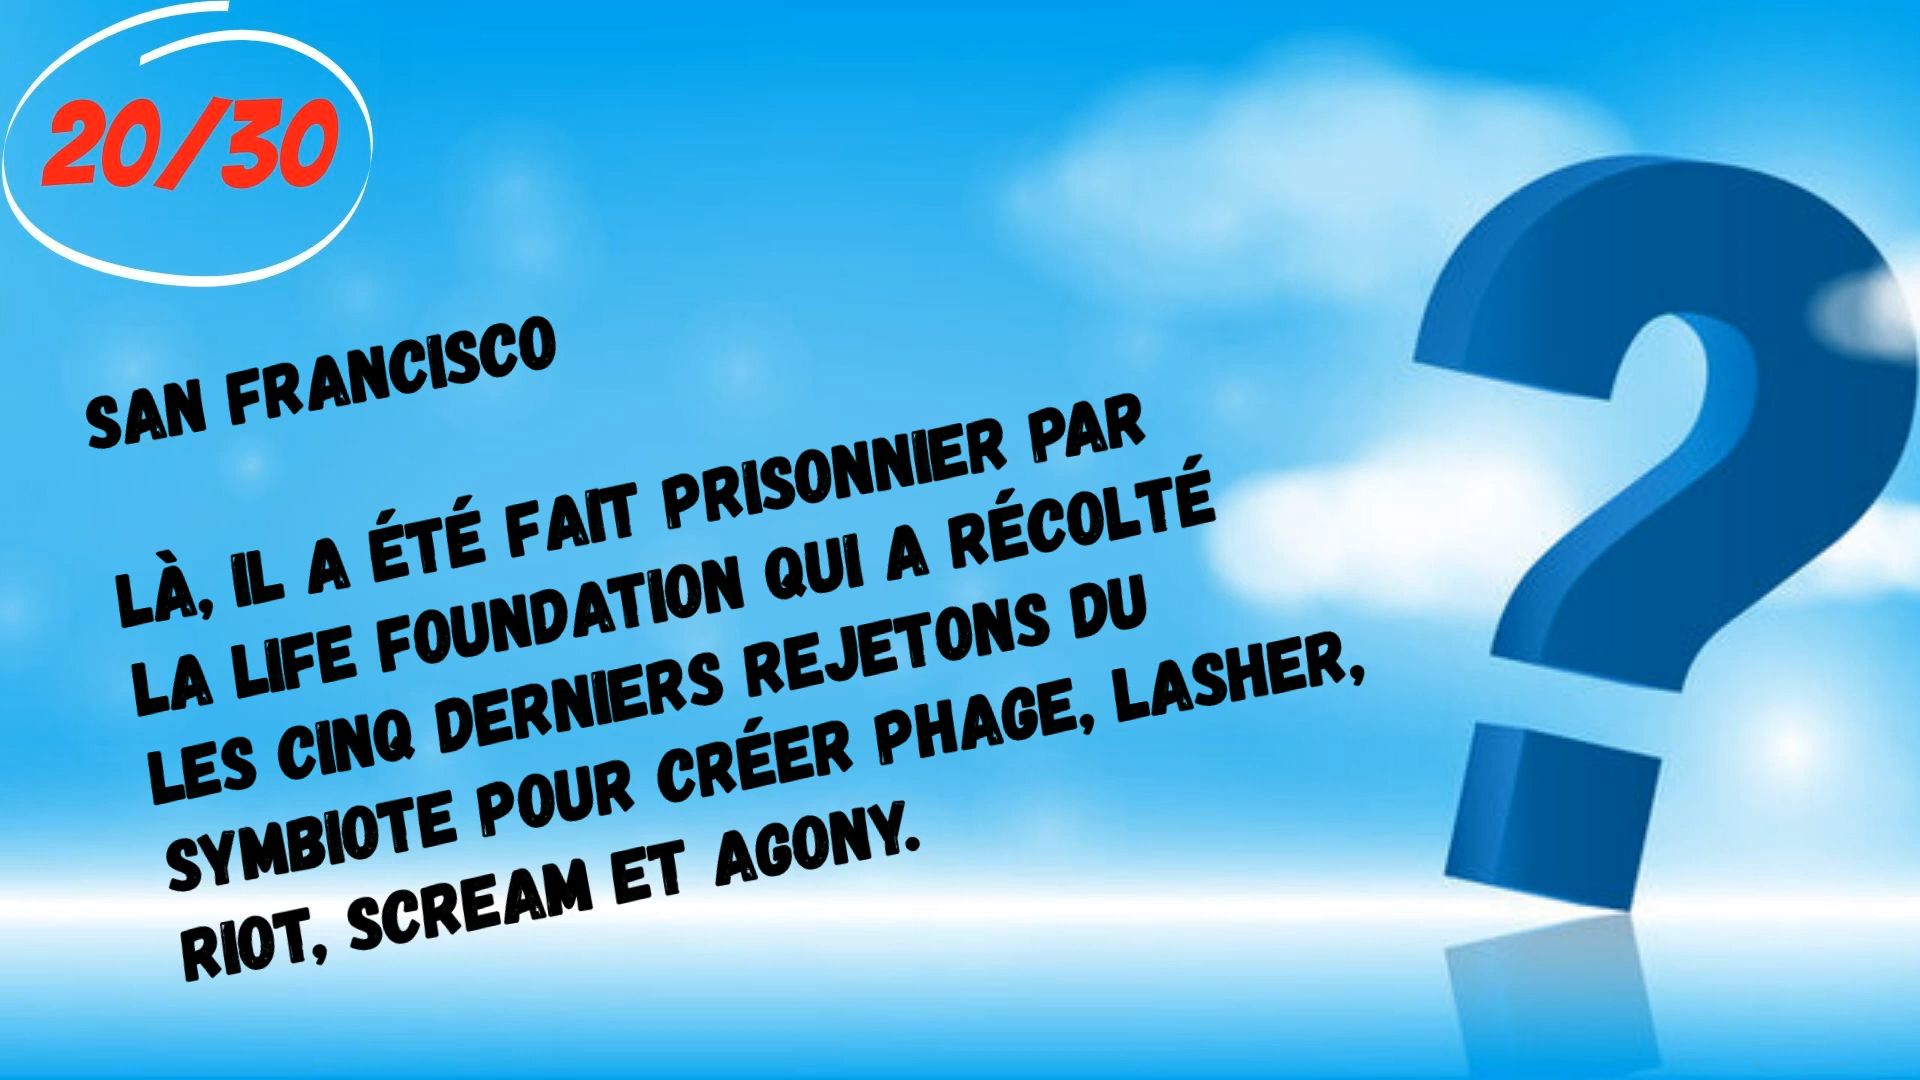 20/30
SAN FRANCISCO
LÀ, IL A ÉTÉ FAIT PRISONNIER PAR
LA LIFE FOUNDATION QUI A RÉCOLTÉ
LES CINQ DERNIERS REJETONS DU
SYMBIOTE POUR CRÉER PHAGE, LASHER,
RIOT, SCREAM ET AGONY.